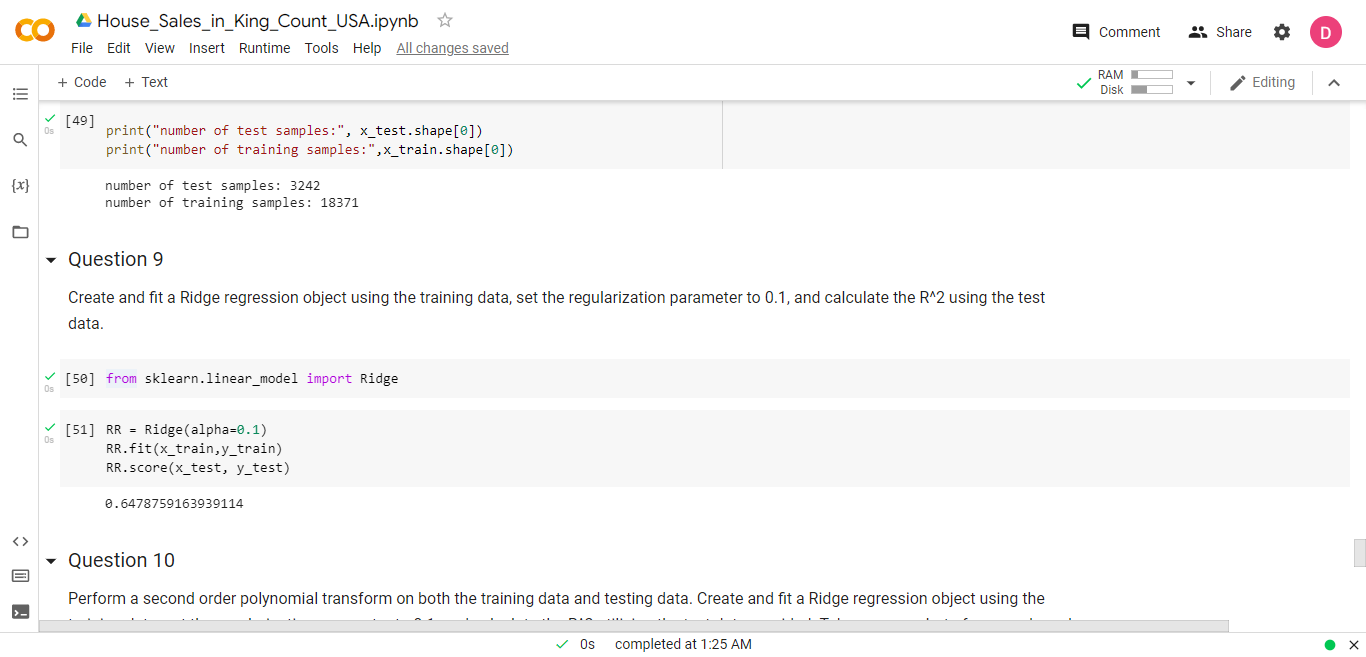 House_Sales_in_King_Count_USA.ipynb
File Edit View Insert Runtime Tools Help All changes saved
Comment Share D
+ Code + Text
RAM
Disk
Editing
[49]
0s
print("number of test samples:", x_test.shape[0])
print("number of training samples:",x_train.shape[0])
number of test samples: 3242
number of training samples: 18371
{x}
Question 9
Create and fit a Ridge regression object using the training data, set the regularization parameter to 0.1, and calculate the R^2 using the test
data.
[50] from sklearn.linear_model import Ridge
0s
[51] RR = Ridge(alpha=0.1)
0s
RR.fit(x_train,y_train)
RR.score(x_test, y_test)
0.6478759163939114
Question 10
Perform a second order polynomial transform on both the training data and testing data. Create and fit a Ridge regression object using the
0s completed at 1:25 AM